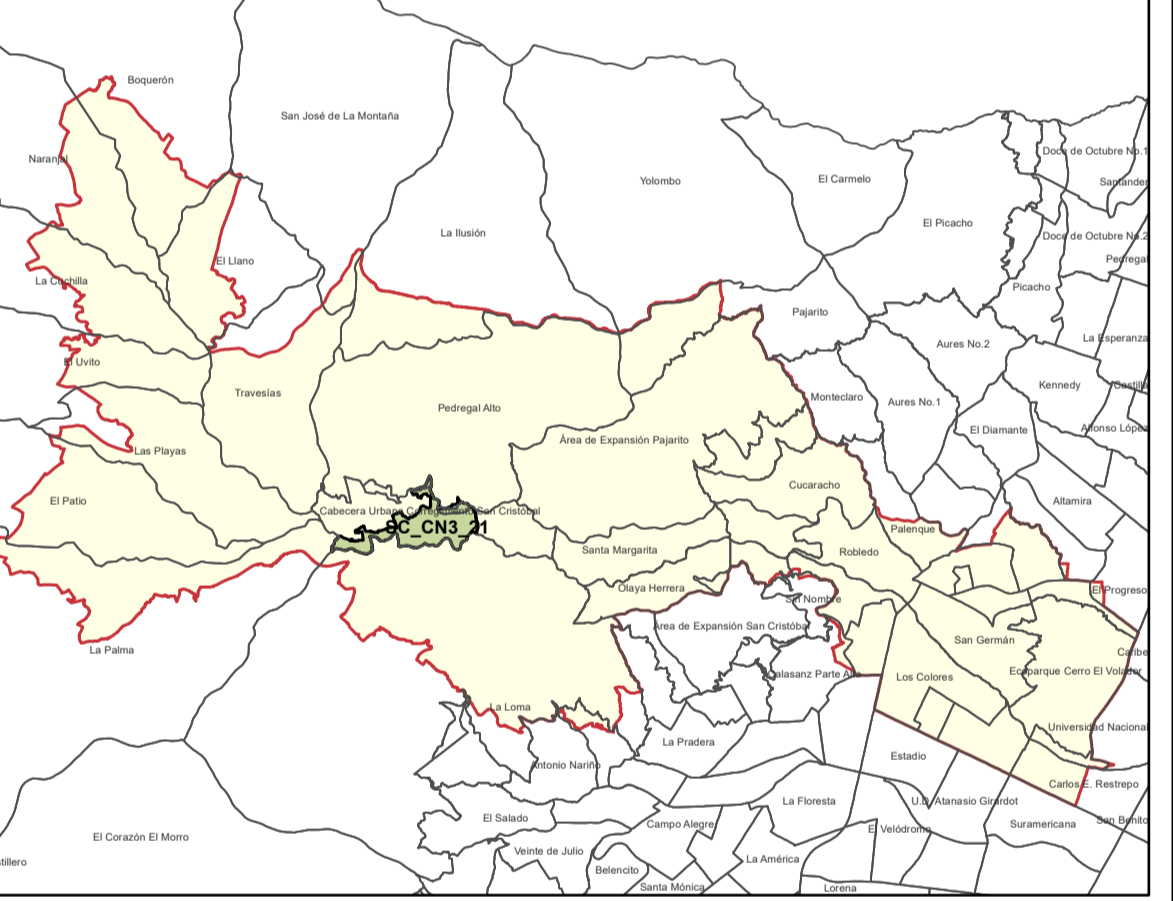 Boquerón
San José de La Montaña
Doce de Octubre No.1
Naranjal
Yolombo
El Carmelo
Santander
El Picacho
La Ilusión
Doce de Octubre No.2
El Llano
Pedregal
La Cuchilla
Picacho
Pajarito
La Esperanza
Aures No.2
El Uvito
Kennedy
Castilla
Travesías
Monteclaro
Aures No.1
Pedregal Alto
Alfonso López
El Diamante
Área de Expansión Pajarito
Las Playas
Cucaracho
El Patio
Altamira
Cabecera Urbana Corregimiento San Cristóbal
SC_CN3_21
Palenque
Santa Margarita
Robledo
Olaya Herrera
El Progreso
Sin Nombre
Área de Expansión San Cristóbal
San Germán
La Palma
Caribe
Calasanz Parte Alta
Los Colores
Ecoparque Cerro El Volador
La Loma
Universidad Nacional
La Pradera
Estadio
Antonio Nariño
Carlos E. Restrepo
La Floresta
U.D. Atanasio Girardot
El Salado
Campo Alegre
Suramericana
San Benito
El Velódromo
El Corazón El Morro
Veinte de Julio
La América
tillero
Belencito
Santa Mónica
Lorena